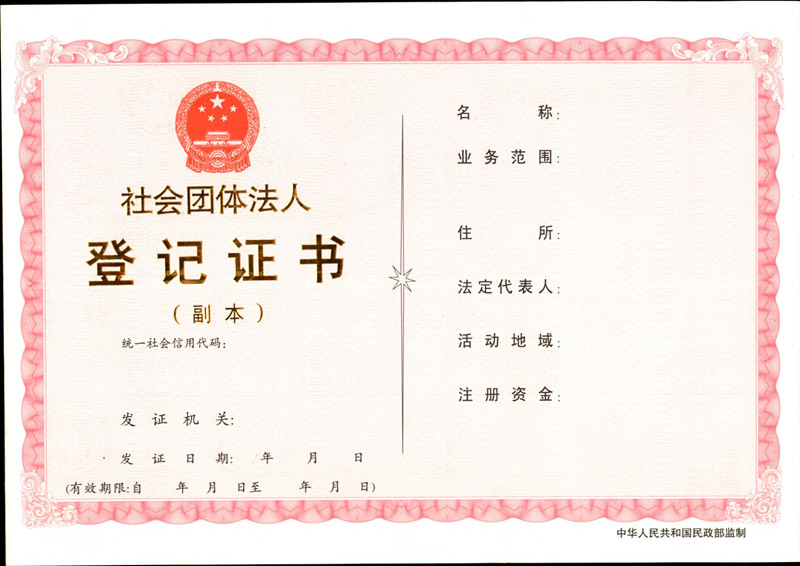 社会团体法人
登记证书
(副本)
统一社会信用代码:
发证机关:
发证日期: 年 月 日
(有效期限:自 年 月 日至 年 月 日)
名称:
业务范围:
住所:
法定代表人:
活动地域:
注册资金:
中华人民共和国民政部监制